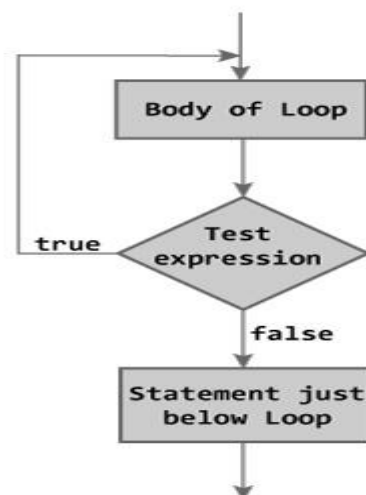 Body of Loop
Test
expression
true
false
Statement just
below Loop